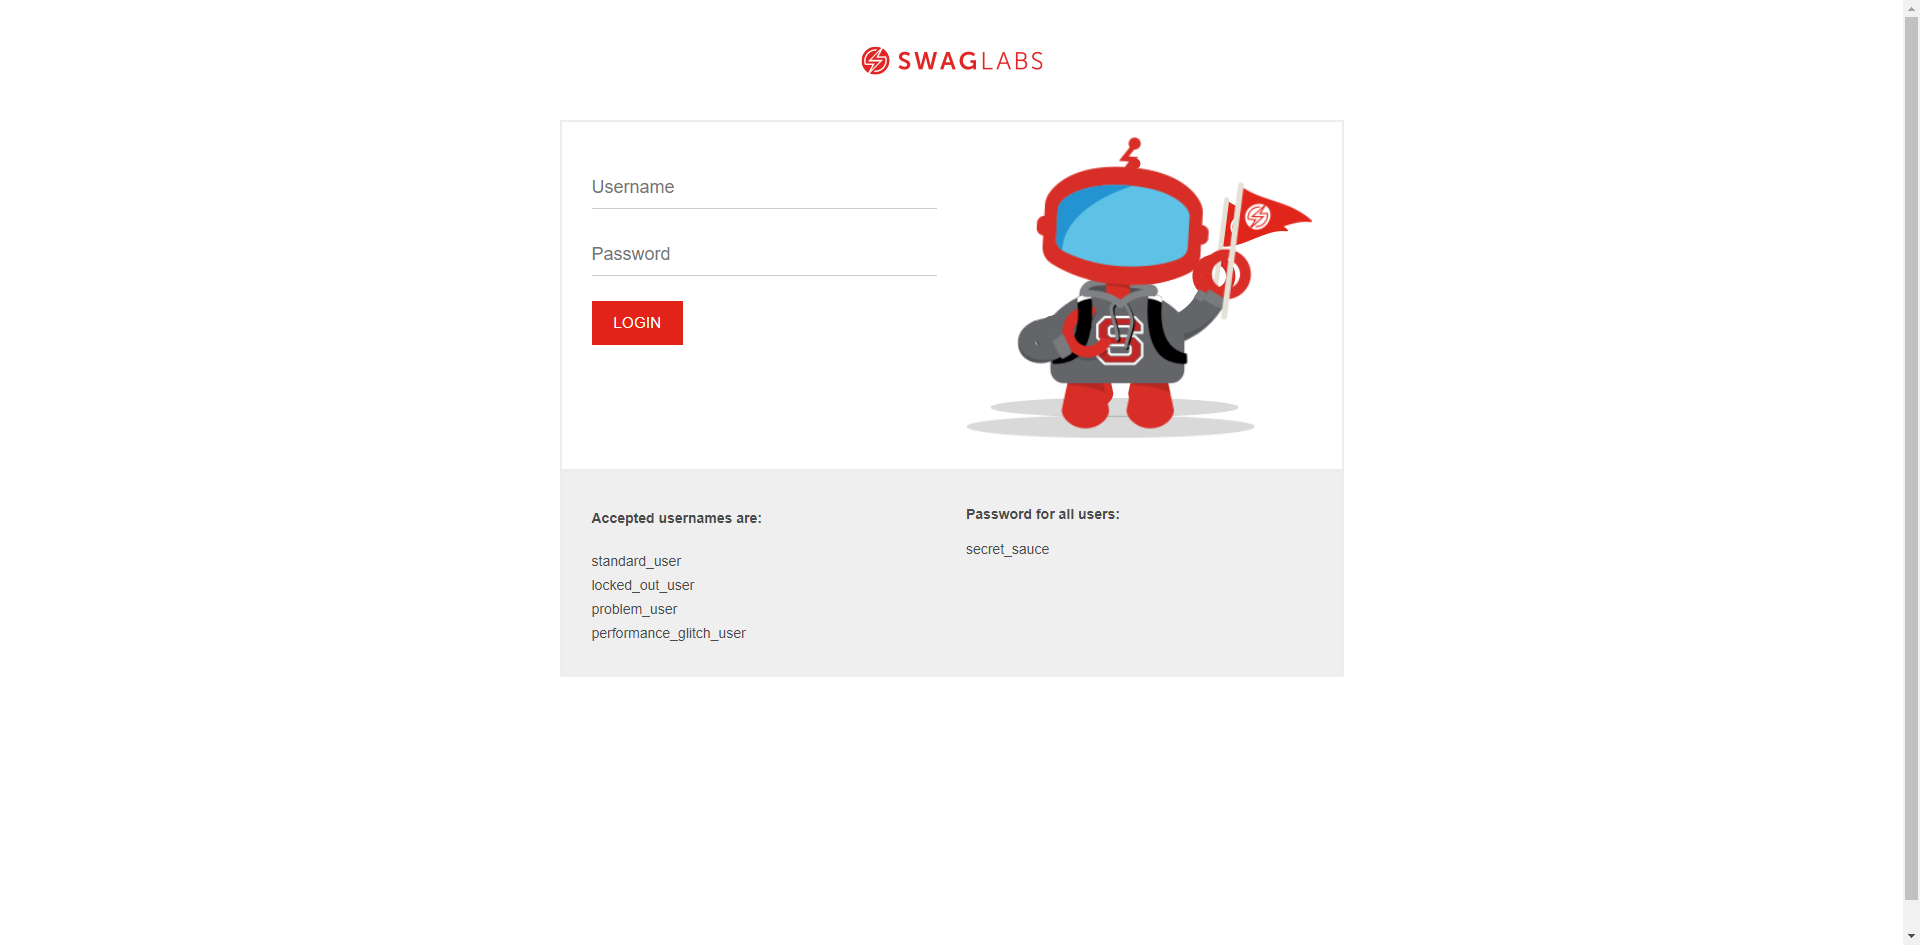 SWAGLABS
Username
Password
LOGIN
S
Accepted usernames are:
standard_user
locked_out_user
problem_user
performance_glitch_user
Password for all users:
secret_sauce